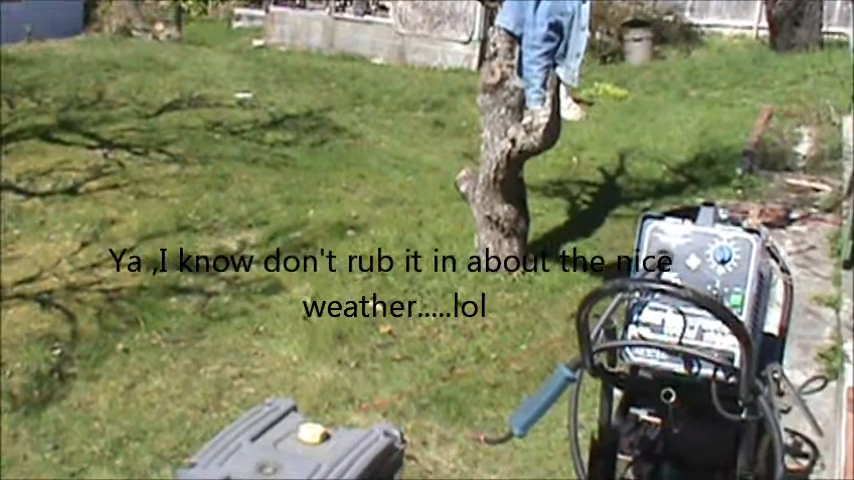 Ya ,I know don't rub it in about the nice
weather.....lol